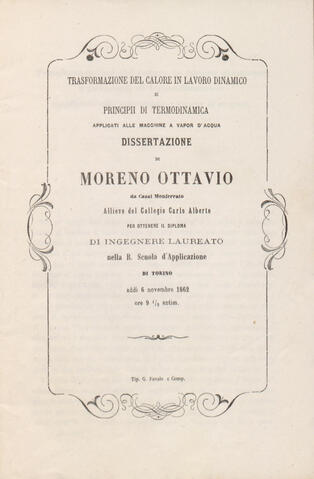 TRASFORMAZIONE DEL CALORE IN LAVORO DINAMICO
E
PRINCIPII DI TERMODINAMICA
APPLICATI ALLE MACCHINE A VAPOR D'ACQUA
DISSERTAZIONE
DI
MORENO OTTAVIO
da Casal Monferrato
Allievo del Collegio Carlo Alberto
PER OTTENERE IL DIPLOMA
DI INGEGNERE LAUREATO
nella R. Scuola d'Applicazione
DI TORINO
addì 6 novembre 1862
ore 9 1/2 antim.
Tip. G. Favale e Comp.